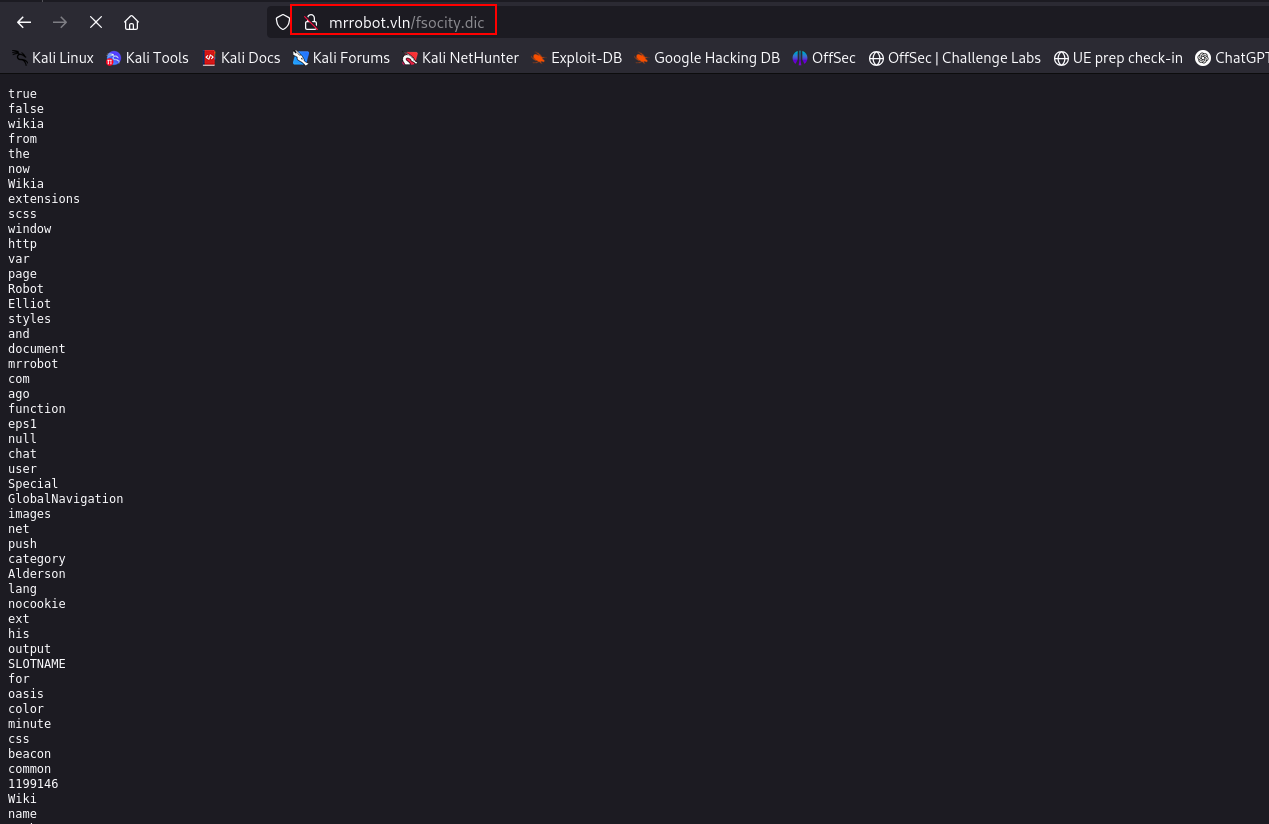 mrrobot.vln/fsocity.dic
Kali Linux Kali Tools Kali Docs Kali Forums Kali NetHunter Exploit-DB Google Hacking DB OffSec OffSec | Challenge Labs UE prep check-in ChatGPT
true
false
wikia
from
the
now
Wikia
extensions
scss
window
http
var
page
Robot
Elliot
styles
and
document
mrrobot
com
ago
function
eps1
null
chat
user
Special
GlobalNavigation
images
net
push
category
Alderson
lang
nocookie
ext
his
output
SLOTNAME
for
oasis
color
minute
css
beacon
common
1199146
Wiki
name